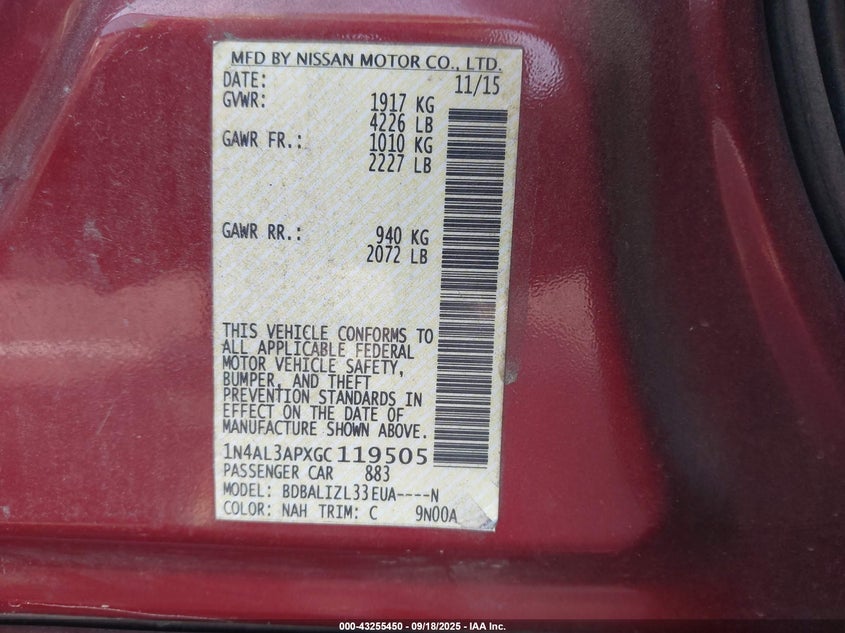 MFD BY NISSAN MOTOR CO., LTD.
DATE: 11/15
GVWR: 1917 KG
4226 LB
GAWR FR.: 1010 KG
2227 LB
GAWR RR.: 940 KG
2072 LB
THIS VEHICLE CONFORMS TO
ALL APPLICABLE FEDERAL
MOTOR VEHICLE SAFETY,
BUMPER, AND THEFT
PREVENTION STANDARDS IN
EFFECT ON THE DATE OF
MANUFACTURE SHOWN ABOVE.
1N4AL3APXGC119505
PASSENGER CAR 883
MODEL: BDBALIZL33EUA----N
COLOR: NAH TRIM: C 9N00A
000-43255450 - 09/18/2025 - IAA Inc.